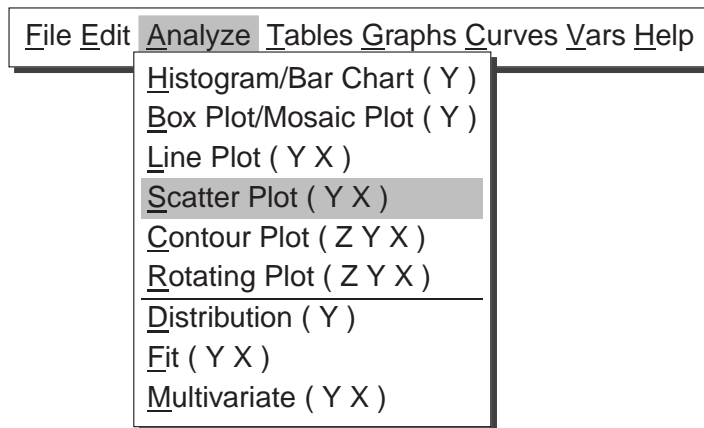 File Edit Analyze Tables Graphs Curves Vars Help
Histogram/Bar Chart ( Y )
Box Plot/Mosaic Plot ( Y )
Line Plot ( Y X )
Scatter Plot ( Y X )
Contour Plot ( Z Y X )
Rotating Plot ( Z Y X )
Distribution ( Y )
Fit ( Y X )
Multivariate ( Y X )